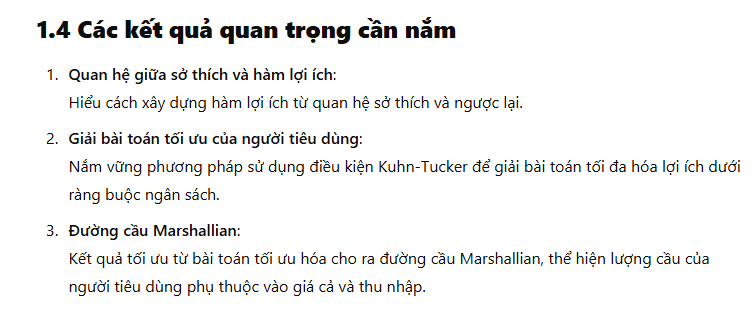 1.4 Các kết quả quan trọng cần nắm
1. Quan hệ giữa sở thích và hàm lợi ích:
Hiểu cách xây dựng hàm lợi ích từ quan hệ sở thích và ngược lại.
2. Giải bài toán tối ưu của người tiêu dùng:
Nắm vững phương pháp sử dụng điều kiện Kuhn-Tucker để giải bài toán tối đa hóa lợi ích dưới
ràng buộc ngân sách.
3. Đường cầu Marshallian:
Kết quả tối ưu từ bài toán tối ưu hóa cho ra đường cầu Marshallian, thể hiện lượng cầu của
người tiêu dùng phụ thuộc vào giá cả và thu nhập.